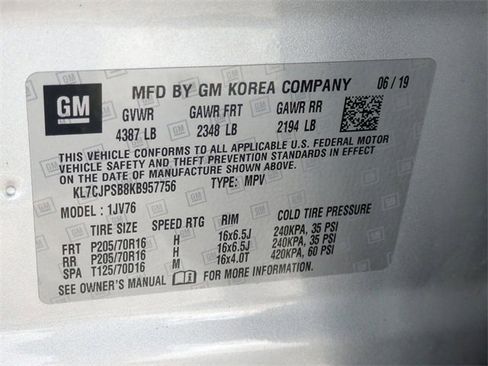 GM
MFD BY GM KOREA COMPANY 06/19
GVWR GAWR FRT GAWR RR
4387 LB 2348 LB 2194 LB
THIS VEHICLE CONFORMS TO ALL APPLICABLE U.S. FEDERAL MOTOR
VEHICLE SAFETY AND THEFT PREVENTION STANDARDS IN EFFECT
ON THE DATE OF MANUFACTURE SHOWN ABOVE.
KL7CJPSB8KB957756 TYPE: MPV
MODEL: 1JV76
TIRE SIZE SPEED RTG RIM COLD TIRE PRESSURE
FRT P205/70R16 H 16x6.5J 240KPA, 35 PSI
RR P205/70R16 H 16x6.5J 240KPA, 35 PSI
SPA T125/70D16 M 16x4.0T 420KPA, 60 PSI
SEE OWNER'S MANUAL FOR MORE INFORMATION